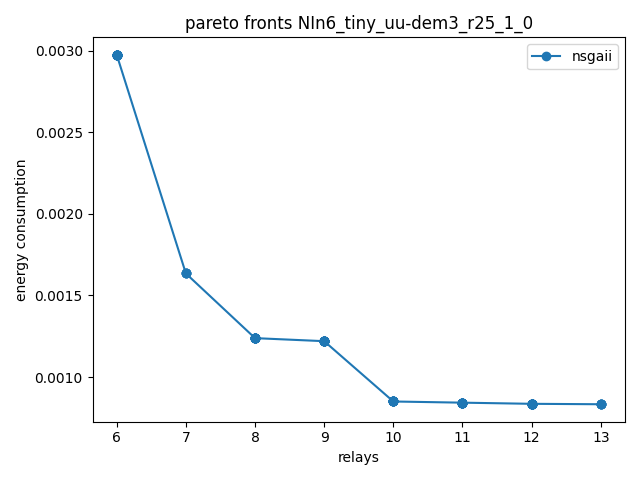 pareto fronts NIn6_tiny_uu-dem3_r25_1_0
nsgaii
energy consumption
0.0030
0.0025
0.0020
0.0015
0.0010
6 7 8 9 10 11 12 13
relays